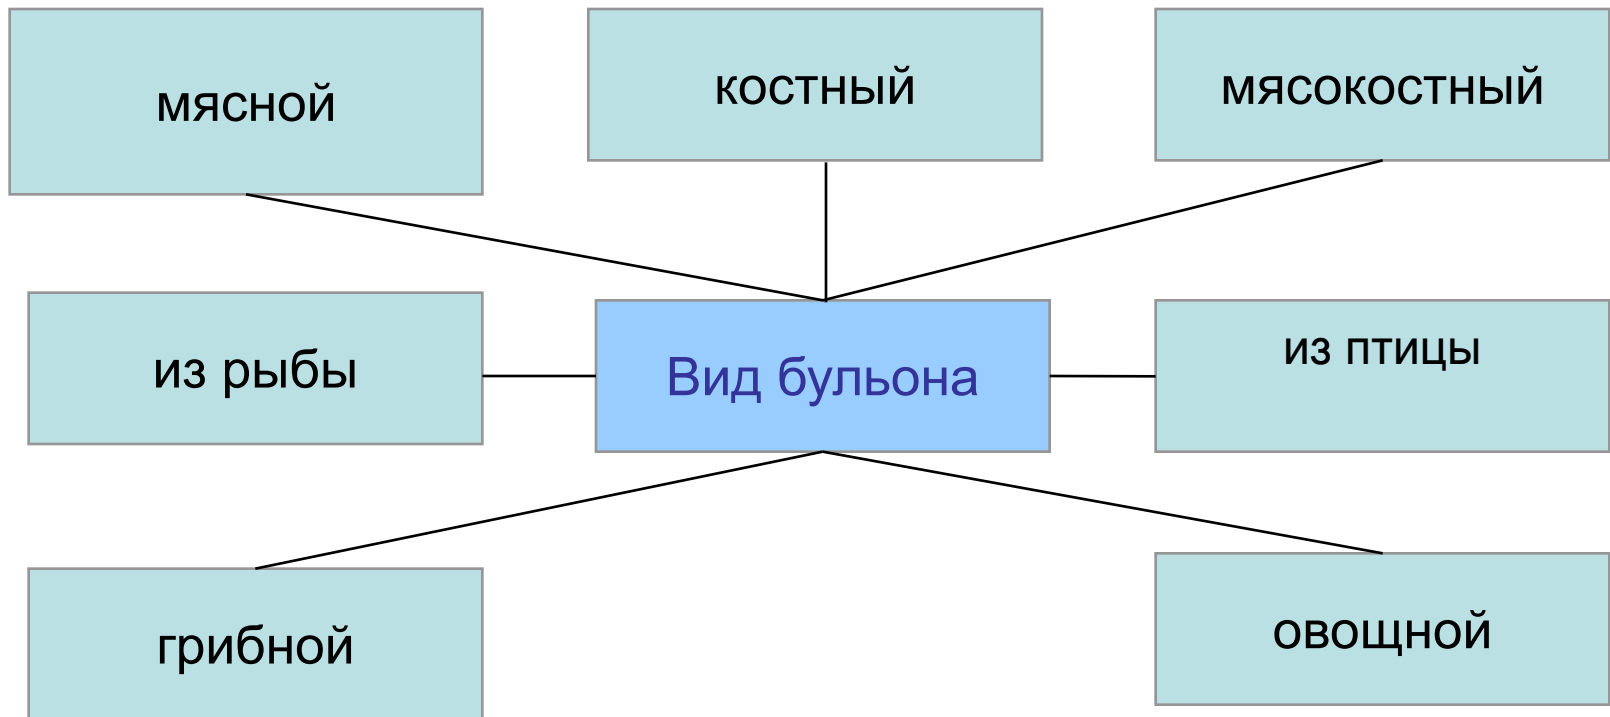 мясной
костный
мясокостный
из рыбы
Вид бульона
из птицы
грибной
овощной